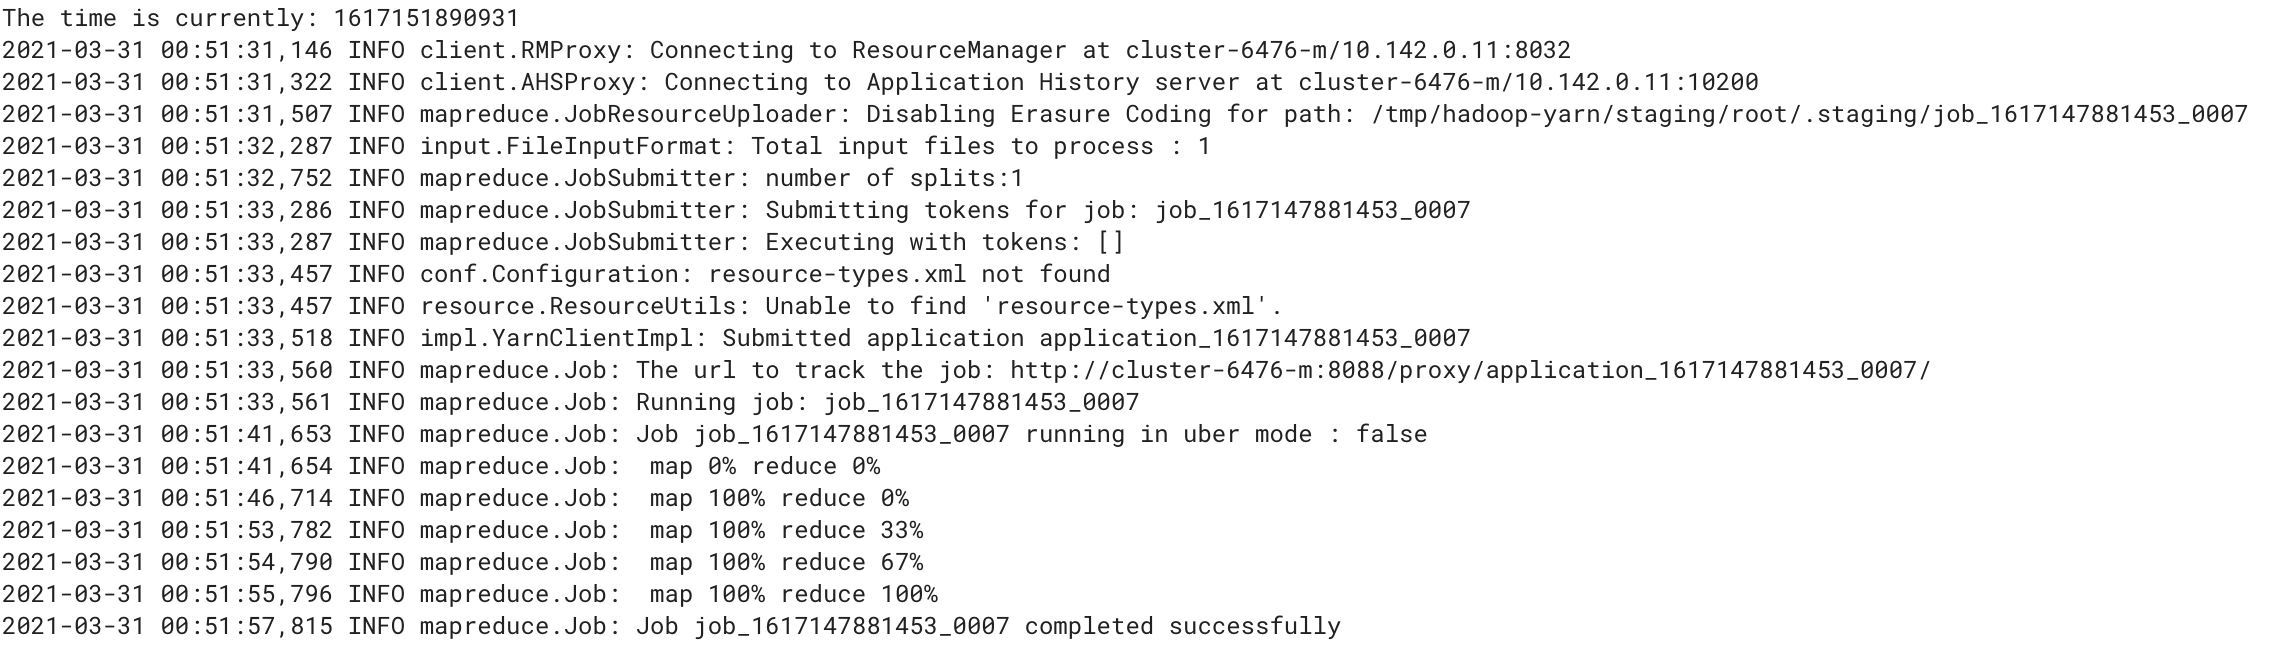 The time is currently: 1617151890931
2021-03-31 00:51:31,146 INFO client.RMProxy: Connecting to ResourceManager at cluster-6476-m/10.142.0.11:8032
2021-03-31 00:51:31,322 INFO client.AHSProxy: Connecting to Application History server at cluster-6476-m/10.142.0.11:10200
2021-03-31 00:51:31,507 INFO mapreduce.JobResourceUploader: Disabling Erasure Coding for path: /tmp/hadoop-yarn/staging/root/.staging/job_1617147881453_0007
2021-03-31 00:51:32,287 INFO input.FileInputFormat: Total input files to process : 1
2021-03-31 00:51:32,752 INFO mapreduce.JobSubmitter: number of splits:1
2021-03-31 00:51:33,286 INFO mapreduce.JobSubmitter: Submitting tokens for job: job_1617147881453_0007
2021-03-31 00:51:33,287 INFO mapreduce.JobSubmitter: Executing with tokens: []
2021-03-31 00:51:33,457 INFO conf.Configuration: resource-types.xml not found
2021-03-31 00:51:33,457 INFO resource.ResourceUtils: Unable to find 'resource-types.xml'.
2021-03-31 00:51:33,518 INFO impl.YarnClientImpl: Submitted application application_1617147881453_0007
2021-03-31 00:51:33,560 INFO mapreduce.Job: The url to track the job: http://cluster-6476-m:8088/proxy/application_1617147881453_0007/
2021-03-31 00:51:33,561 INFO mapreduce.Job: Running job: job_1617147881453_0007
2021-03-31 00:51:41,653 INFO mapreduce.Job: Job job_1617147881453_0007 running in uber mode : false
2021-03-31 00:51:41,654 INFO mapreduce.Job:  map 0% reduce 0%
2021-03-31 00:51:46,714 INFO mapreduce.Job:  map 100% reduce 0%
2021-03-31 00:51:53,782 INFO mapreduce.Job:  map 100% reduce 33%
2021-03-31 00:51:54,790 INFO mapreduce.Job:  map 100% reduce 67%
2021-03-31 00:51:55,796 INFO mapreduce.Job:  map 100% reduce 100%
2021-03-31 00:51:57,815 INFO mapreduce.Job: Job job_1617147881453_0007 completed successfully